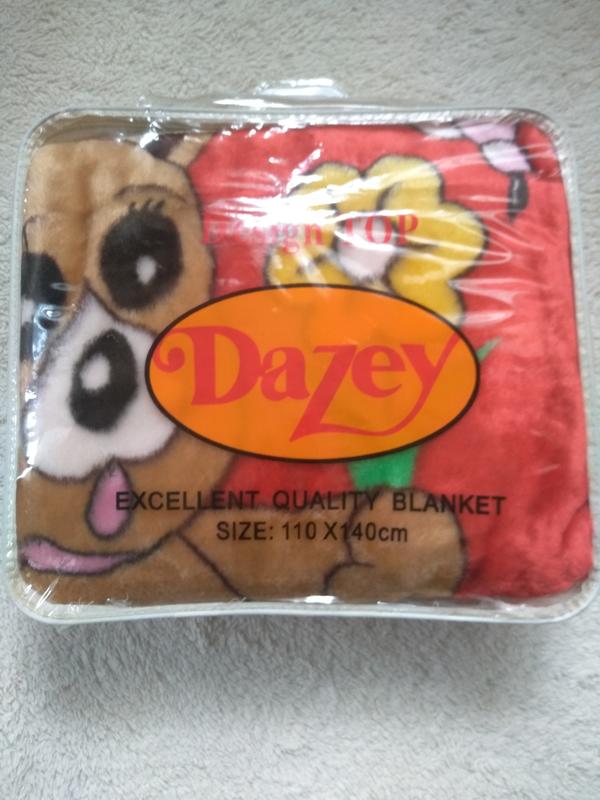 Design TOP
Dazey
EXCELLENT QUALITY BLANKET
SIZE: 110 X140cm